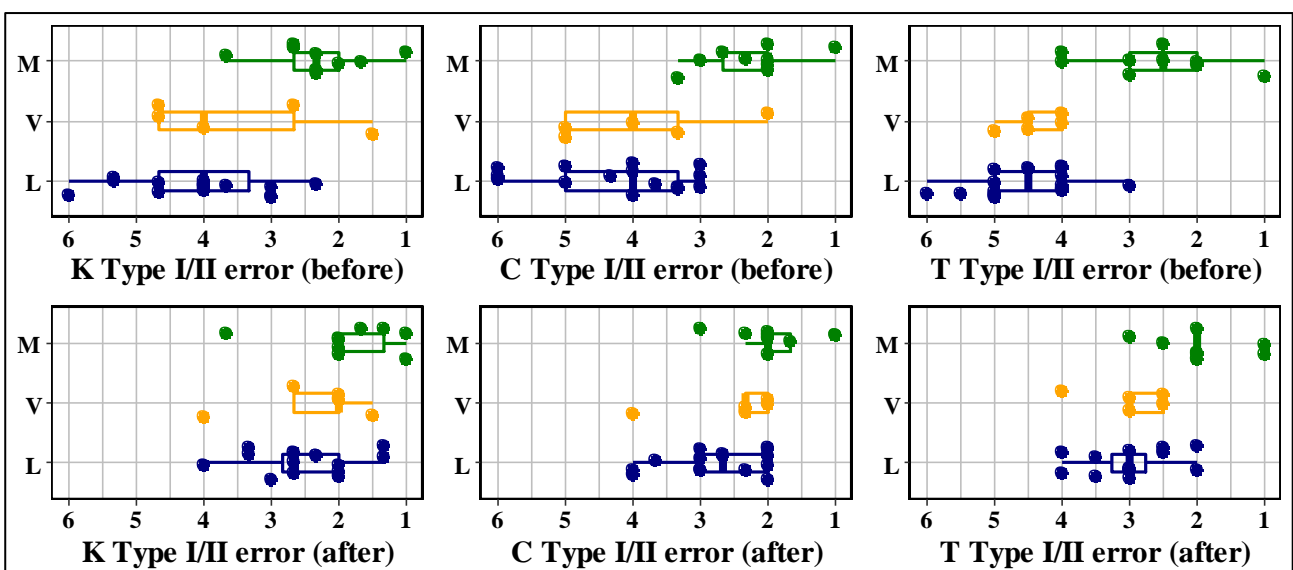 M
V
L
6 5 4 3 2 1
K Type I/II error (before)
M
V
L
6 5 4 3 2 1
C Type I/II error (before)
M
V
L
6 5 4 3 2 1
T Type I/II error (before)
M
V
L
6 5 4 3 2 1
K Type I/II error (after)
M
V
L
6 5 4 3 2 1
C Type I/II error (after)
M
V
L
6 5 4 3 2 1
T Type I/II error (after)